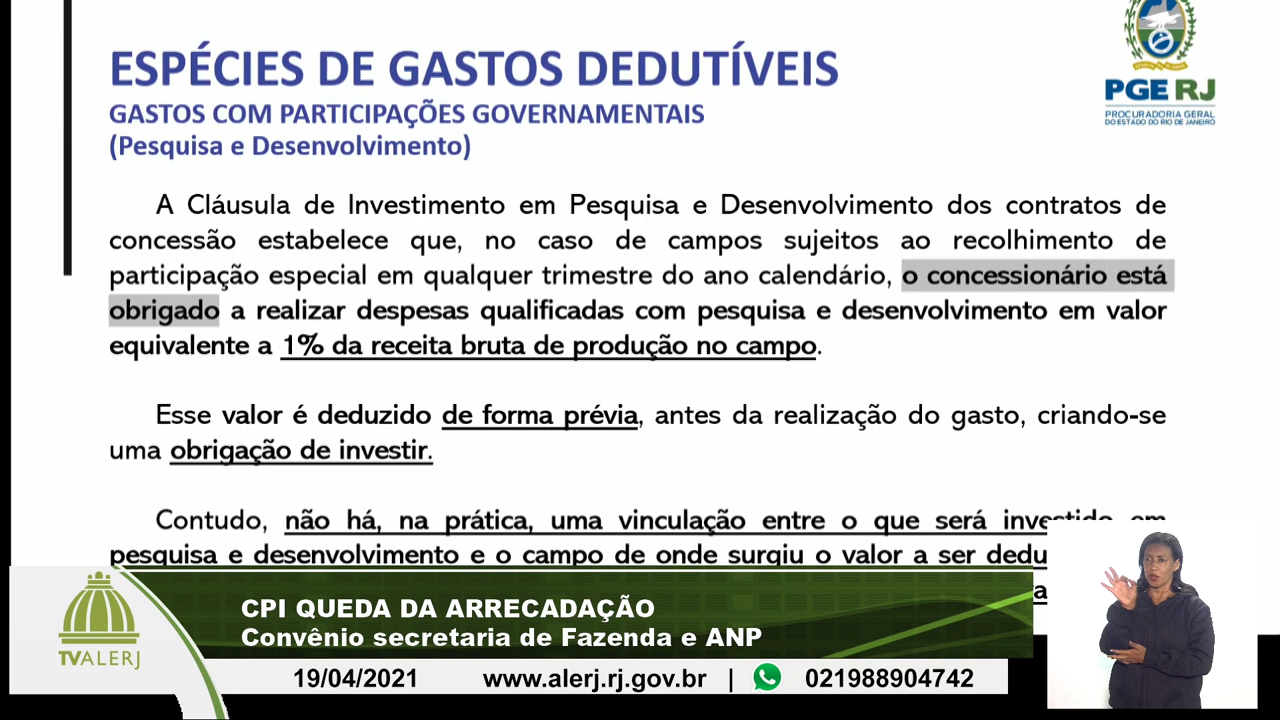 ESPÉCIES DE GASTOS DEDUTÍVEIS
GASTOS COM PARTICIPAÇÕES GOVERNAMENTAIS
(Pesquisa e Desenvolvimento)
PGE RJ
PROCURADORIA GERAL
DO ESTADO DO RIO DE JANEIRO
A Cláusula de Investimento em Pesquisa e Desenvolvimento dos contratos de
concessão estabelece que, no caso de campos sujeitos ao recolhimento de
participação especial em qualquer trimestre do ano calendário, o concessionário está
obrigado a realizar despesas qualificadas com pesquisa e desenvolvimento em valor
equivalente a 1% da receita bruta de produção no campo.
Esse valor é deduzido de forma prévia, antes da realização do gasto, criando-se
uma obrigação de investir.
Contudo, não há, na prática, uma vinculação entre o que será investido em
pesquisa e desenvolvimento e o campo de onde surgiu o valor a ser
CPI QUEDA DA ARRECADAÇÃO
Convênio secretaria de Fazenda e ANP
TVALERJ
19/04/2021 www.alerj.rj.gov.br | 021988904742